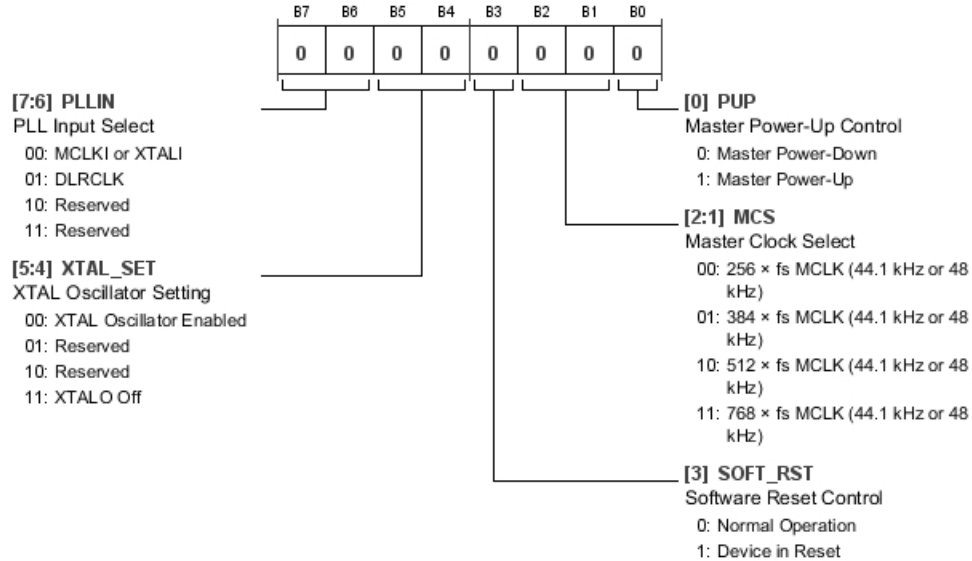 B7 B6 B5 B4 B3 B2 B1 B0
0 0 0 0 0 0 0 0
[7:6] PLLIN
PLL Input Select
00: MCLKI or XTALI
01: DLRCLK
10: Reserved
11: Reserved
[5:4] XTAL_SET
XTAL Oscillator Setting
00: XTAL Oscillator Enabled
01: Reserved
10: Reserved
11: XTALO Off
[0] PUP
Master Power-Up Control
0: Master Power-Down
1: Master Power-Up
[2:1] MCS
Master Clock Select
00: 256 × fs MCLK (44.1 kHz or 48
kHz)
01: 384 × fs MCLK (44.1 kHz or 48
kHz)
10: 512 × fs MCLK (44.1 kHz or 48
kHz)
11: 768 × fs MCLK (44.1 kHz or 48
kHz)
[3] SOFT_RST
Software Reset Control
0: Normal Operation
1: Device in Reset